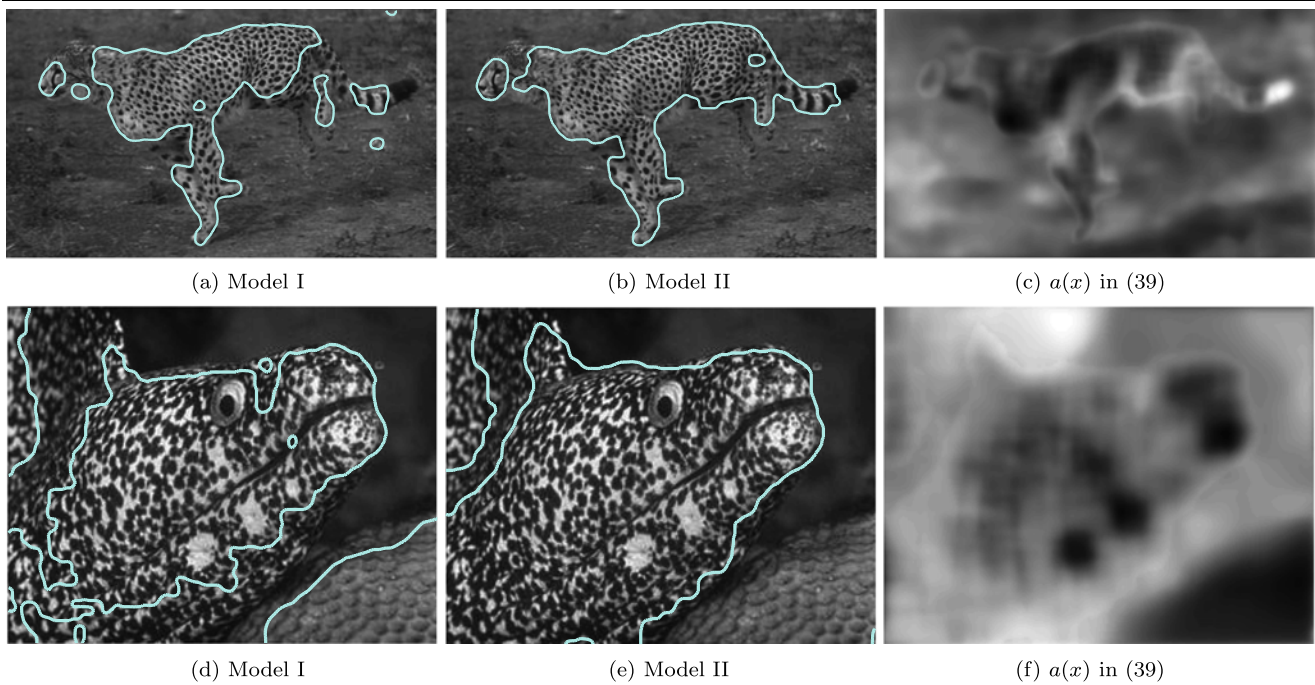 (a) Model I
(b) Model II
(c) a(x) in (39)
(d) Model I
(e) Model II
(f) a(x) in (39)